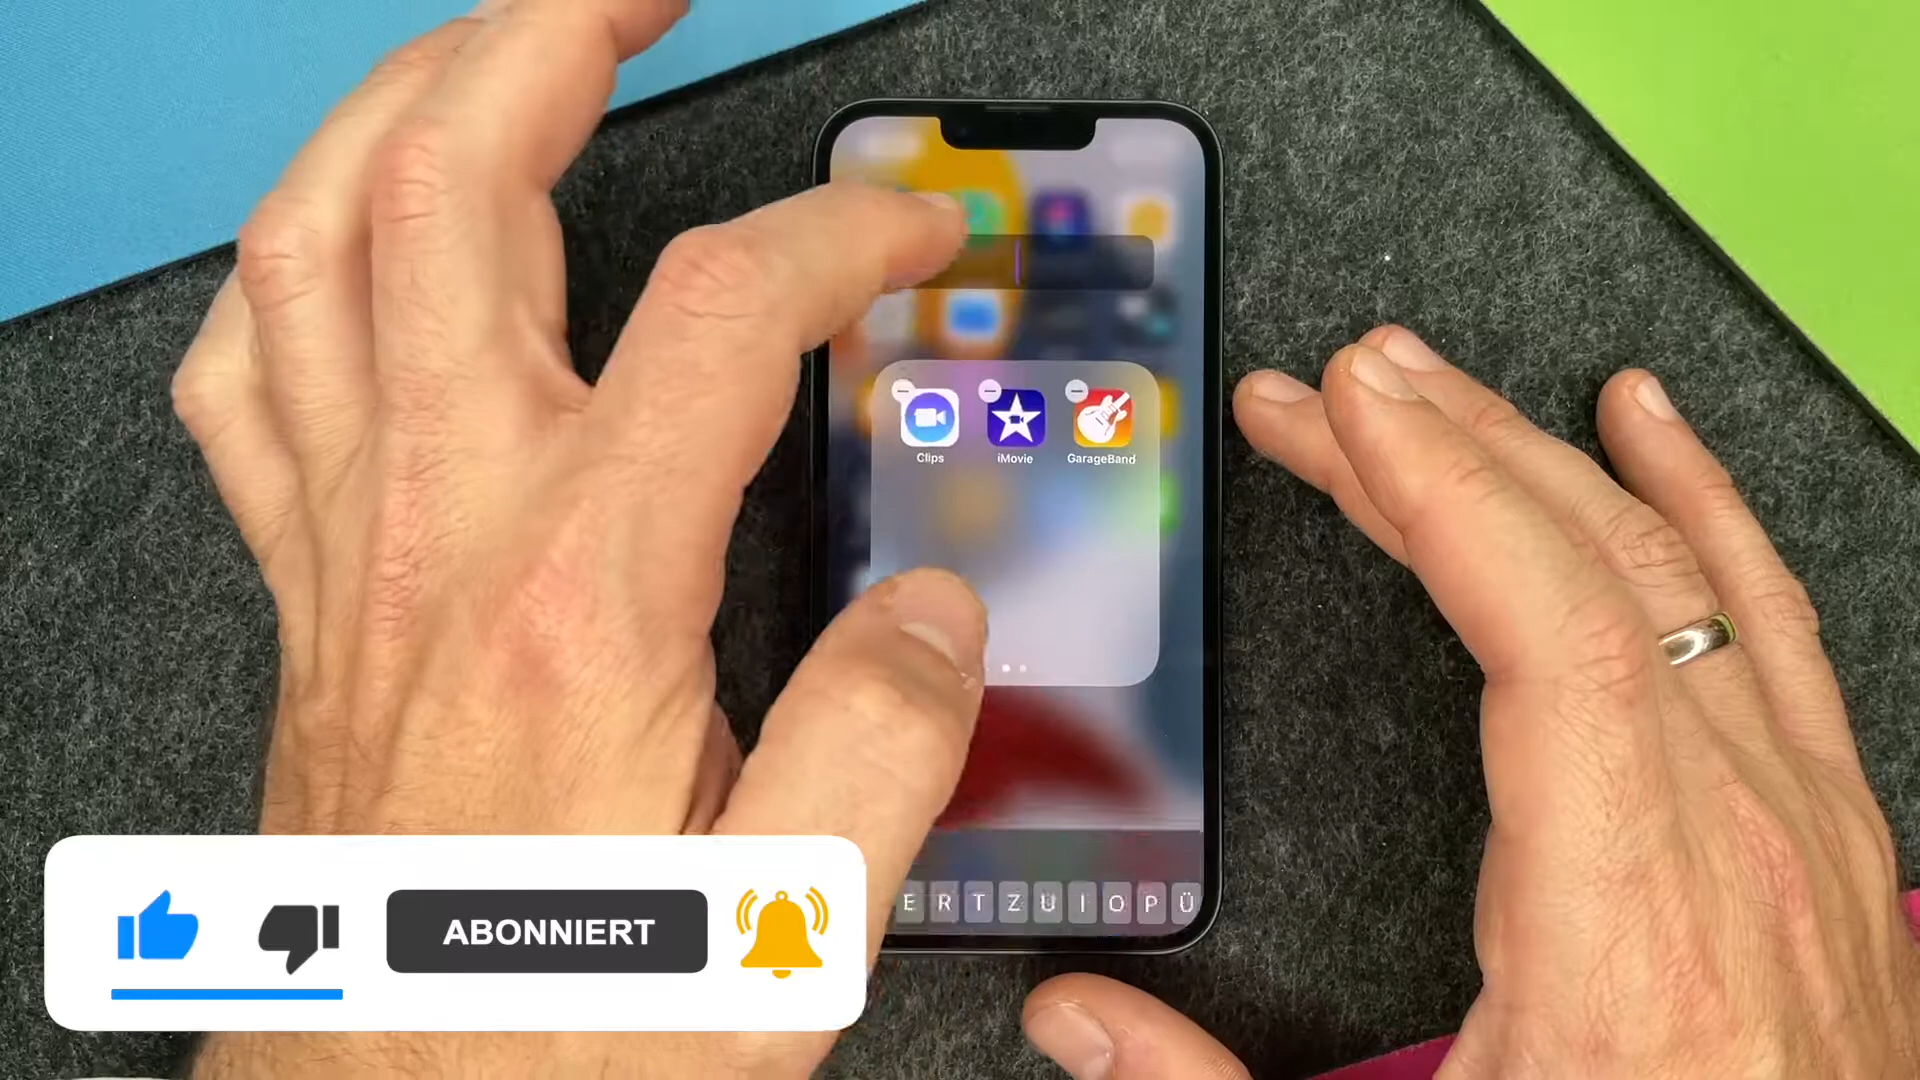 Clips
iMovie
GarageBand
E R T Z U I O P Ü
ABONNIERT